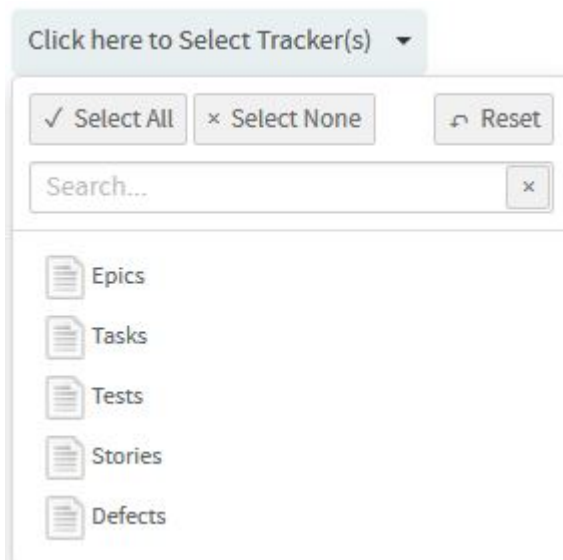 Click here to Select Tracker(s)
✓ Select All × Select None Reset
Search... ×
Epics
Tasks
Tests
Stories
Defects